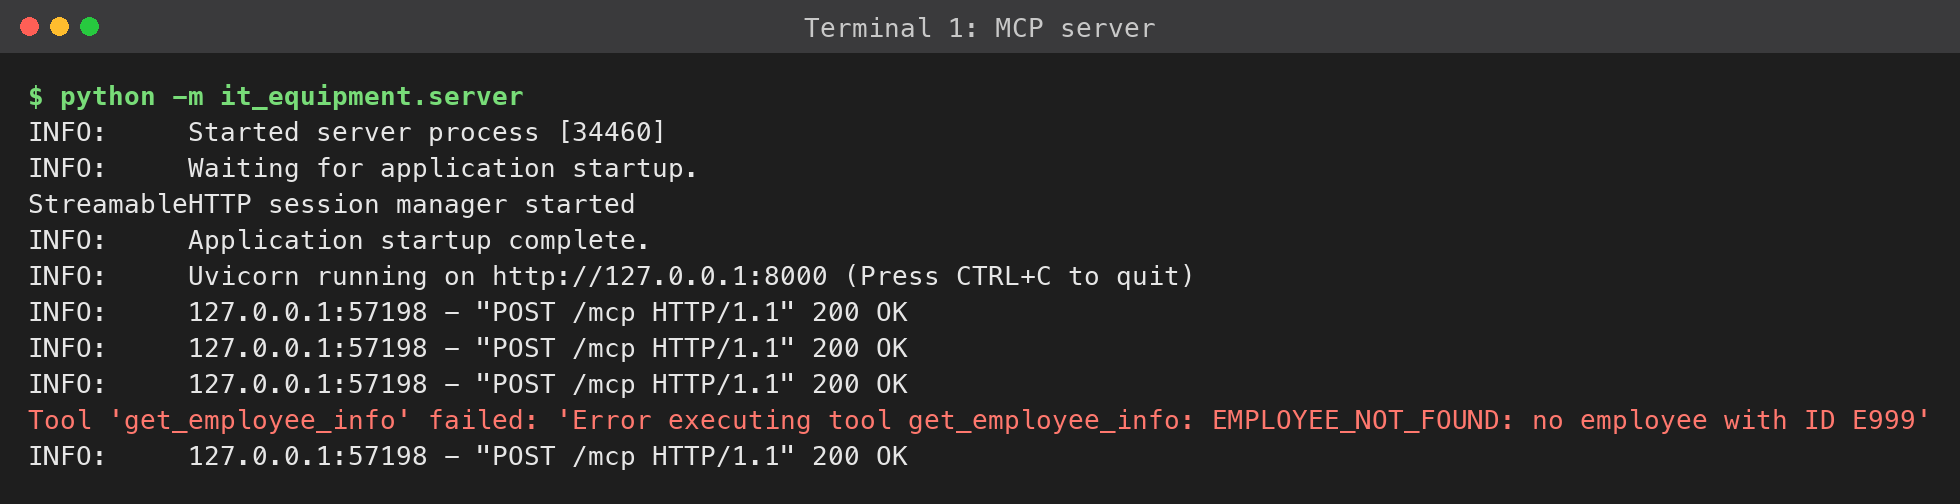 Terminal 1: MCP server
$ python -m it_equipment.server
INFO:     Started server process [34460]
INFO:     Waiting for application startup.
StreamableHTTP session manager started
INFO:     Application startup complete.
INFO:     Uvicorn running on http://127.0.0.1:8000 (Press CTRL+C to quit)
INFO:     127.0.0.1:57198 - "POST /mcp HTTP/1.1" 200 OK
INFO:     127.0.0.1:57198 - "POST /mcp HTTP/1.1" 200 OK
INFO:     127.0.0.1:57198 - "POST /mcp HTTP/1.1" 200 OK
Tool 'get_employee_info' failed: 'Error executing tool get_employee_info: EMPLOYEE_NOT_FOUND: no employee with ID E999'
INFO:     127.0.0.1:57198 - "POST /mcp HTTP/1.1" 200 OK